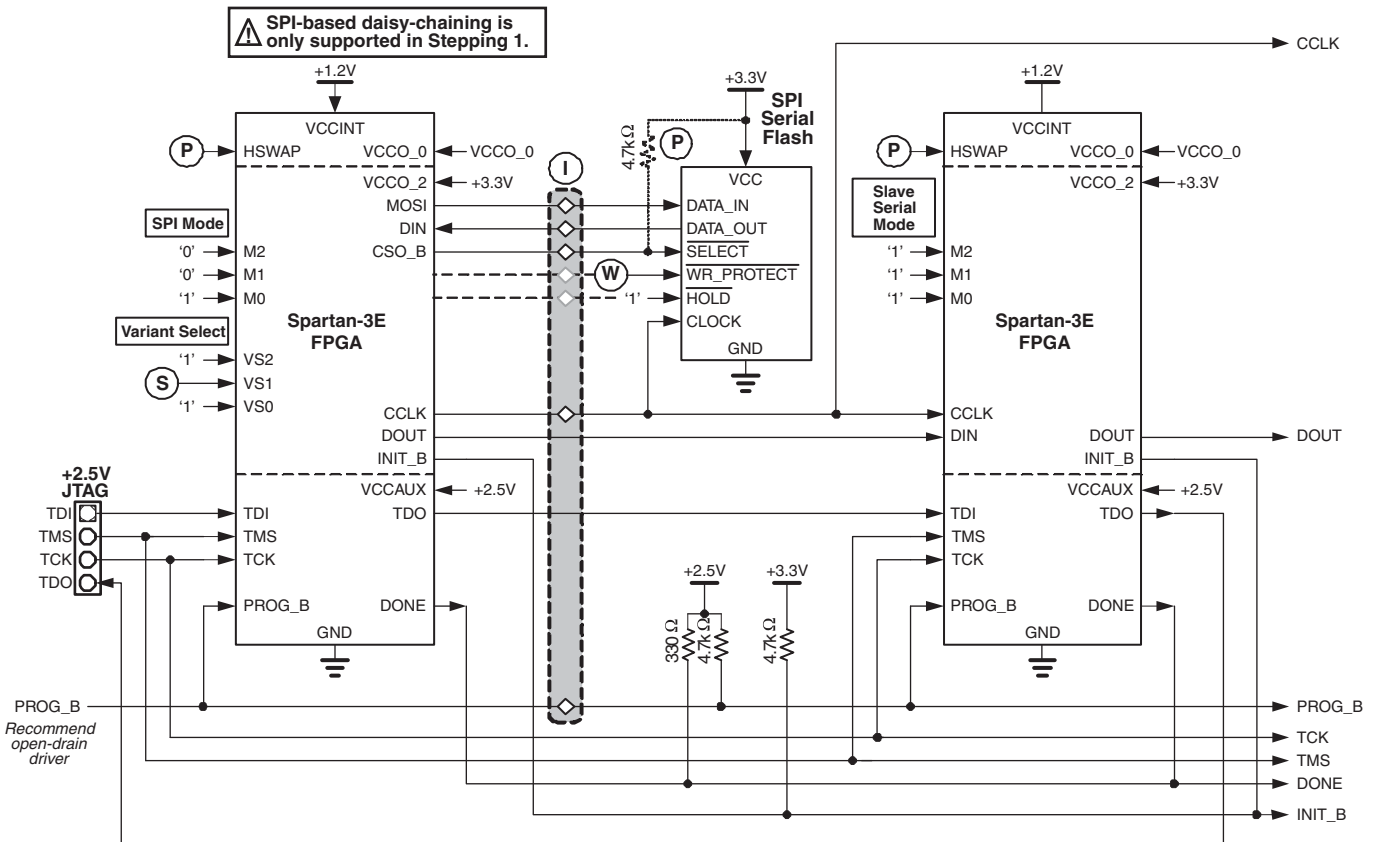 SPI-based daisy-chaining is
only supported in Stepping 1.
CCLK
+1.2V
+3.3V
SPI
Serial
Flash
+1.2V
VCCINT
P
HSWAP
VCCO_0
VCCO_0
VCCO_2
+3.3V
MOSI
DIN
CSO_B
SPI Mode
'0'
M2
'0'
M1
'1'
M0
Spartan-3E
FPGA
Variant Select
'1'
VS2
S
VS1
'1'
VS0
CCLK
DOUT
INIT_B
I
4.7kΩ
P
VCC
DATA_IN
DATA_OUT
SELECT
W
WR_PROTECT
'1'
HOLD
CLOCK
GND
VCCINT
P
HSWAP
VCCO_0
VCCO_0
VCCO_2
+3.3V
Slave
Serial
Mode
'1'
M2
'1'
M1
'1'
M0
Spartan-3E
FPGA
CCLK
DIN
DOUT
DOUT
INIT_B
+2.5V
JTAG
TDI
TMS
TCK
TDO
VCCAUX
+2.5V
TDI
TDO
TMS
TCK
PROG_B
DONE
GND
+2.5V
+3.3V
330 Ω
4.7kΩ
4.7kΩ
VCCAUX
+2.5V
TDI
TDO
TMS
TCK
PROG_B
DONE
GND
PROG_B
Recommend
open-drain
driver
PROG_B
TCK
TMS
DONE
INIT_B